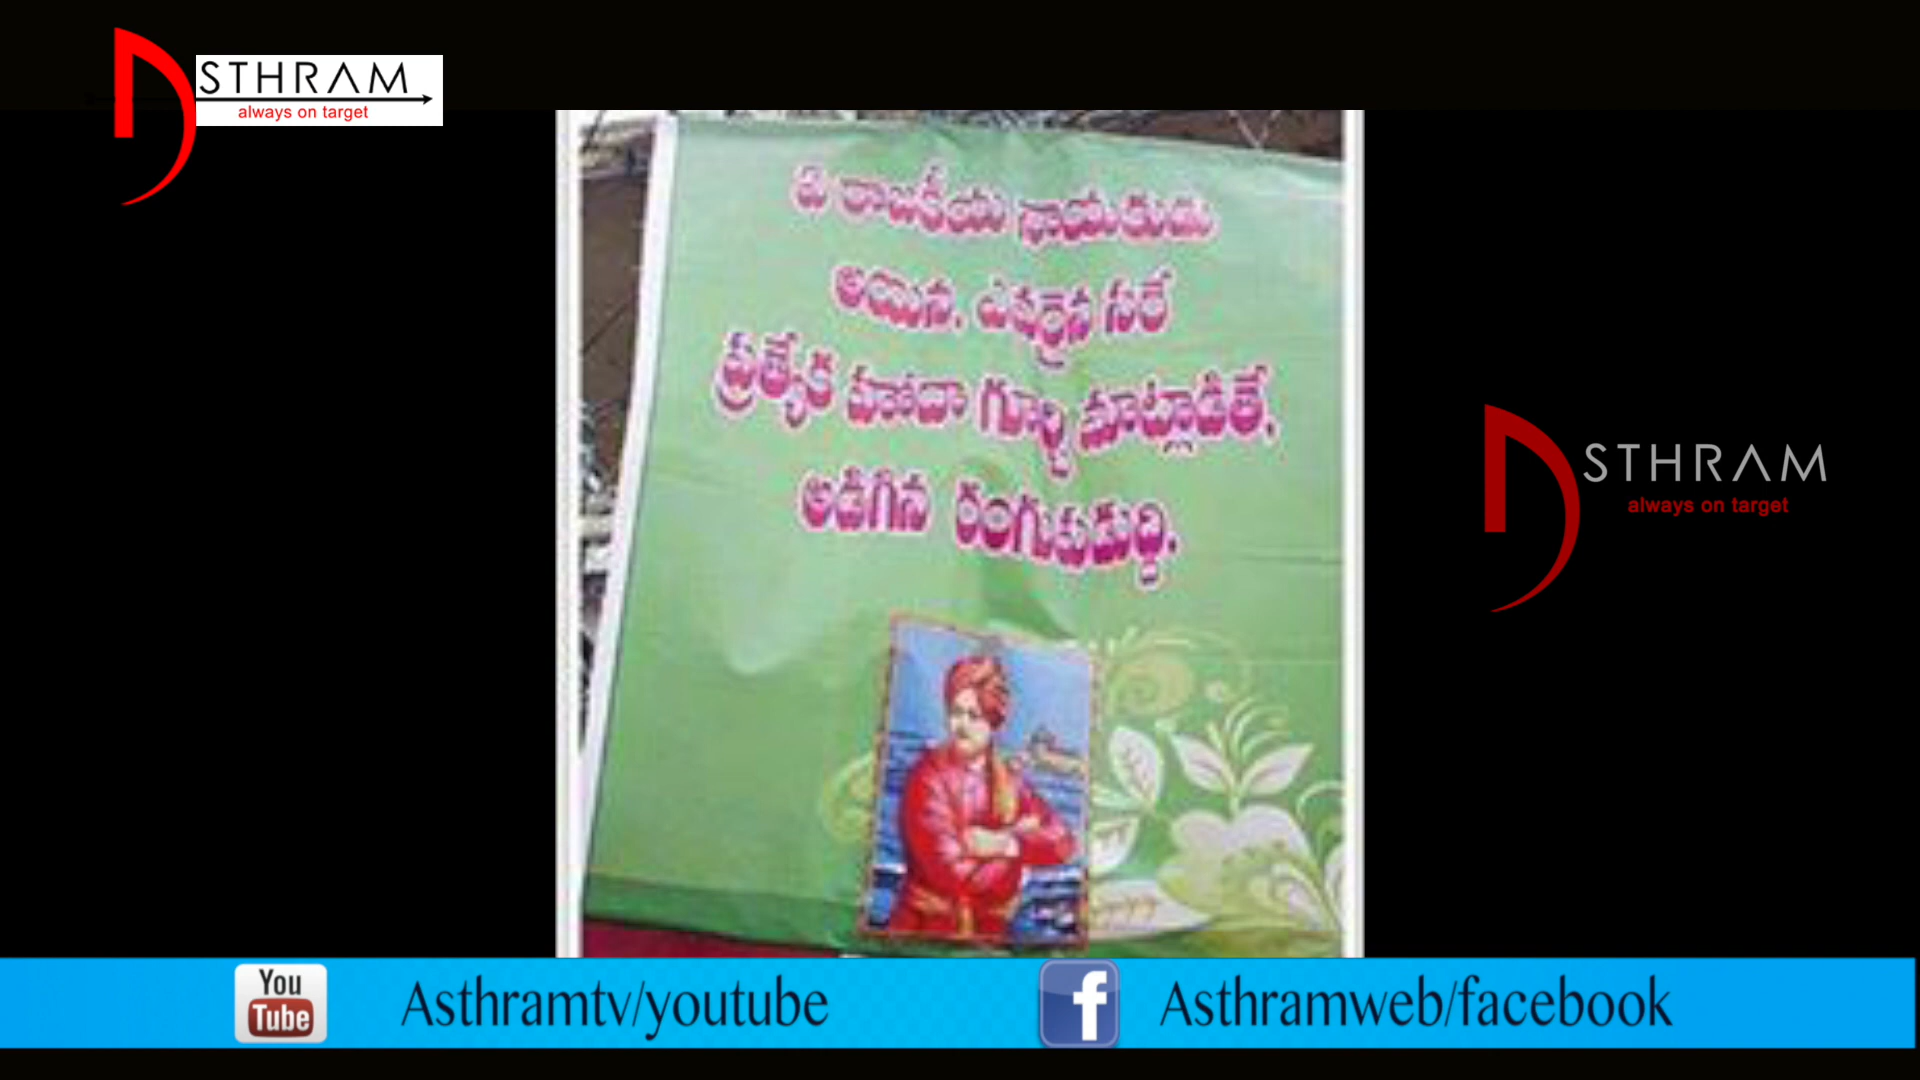 STHRAM
always on target
ఏ రాజకీయ నాయకుడు
అయిన, ఎవరైన సరే
ప్రత్యేక హోదా గూర్చి మాట్లాడితే,
అడిగిన రంగుపడుద్ది.
STHRAM
always on target
You
Tube
Asthramtv/youtube
f
Asthramweb/facebook